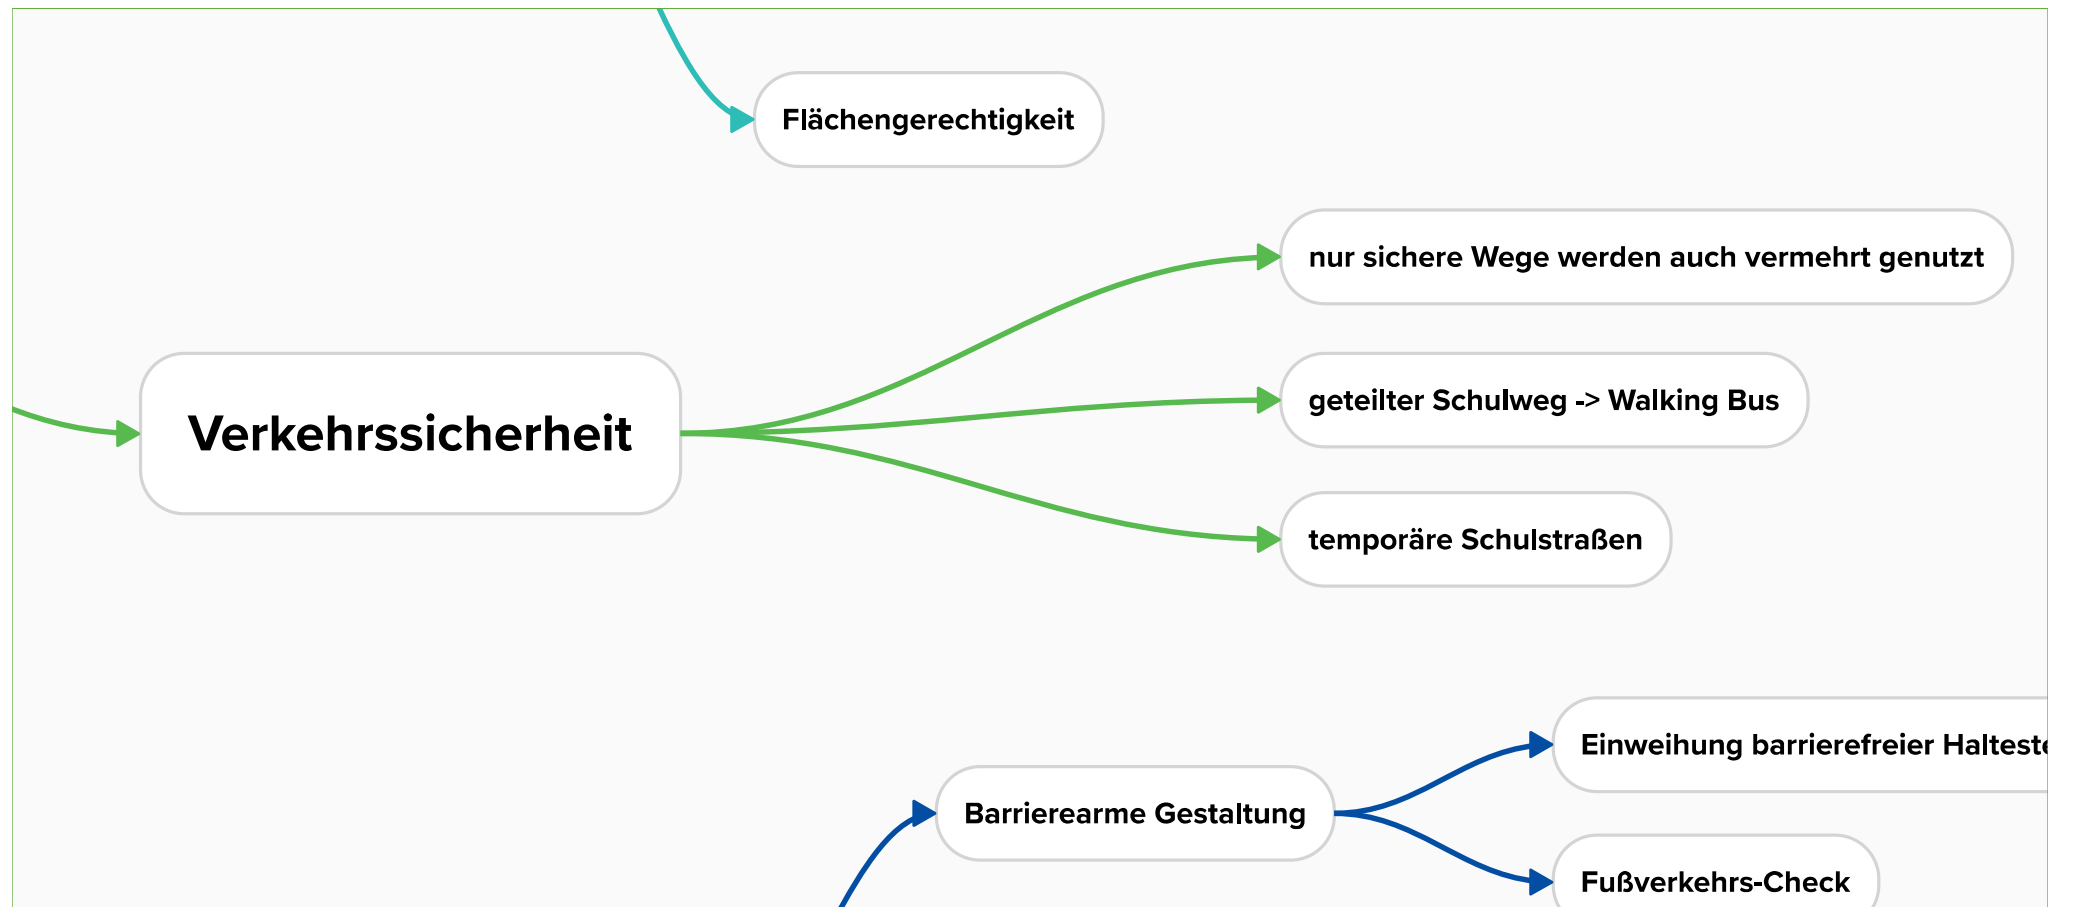 Flächengerechtigkeit
nur sichere Wege werden auch vermehrt genutzt
Verkehrssicherheit
geteilter Schulweg -> Walking Bus
temporäre Schulstraßen
Einweihung barrierefreier
Barrierearme Gestaltung
Fußverkehrs-Check